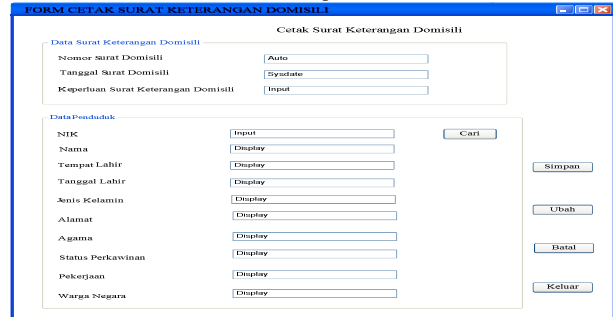 FORM CETAK SURAT KETERANGAN DOMISILI
Cetak Surat Keterangan Domisili
Data Surat Keterangan Domisili
Nomor Surat Domisili Auto
Tanggal Surat Domisili Sysdate
Keperluan Surat Keterangan Domisili Input
Data Penduduk
NIK Input Cari
Nama Display
Tempat Lahir Display
Tanggal Lahir Display
Jenis Kelamin Display
Alamat Display
Agama Display
Status Perkawinan Display
Pekerjaan Display
Warga Negara Display
Simpan
Ubah
Batal
Keluar